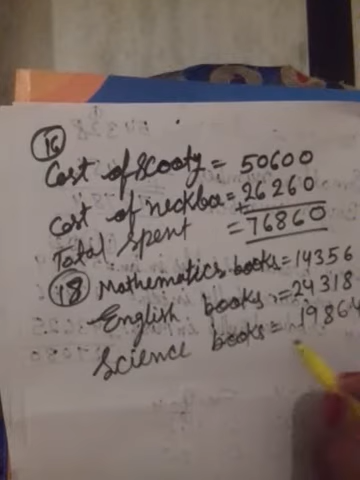 16
Cost of Scooty = 50600
Cost of neckbce = 26260
Total spent = 76860
18 Mathematics books = 14356
English books = 24318
Science books = 19864